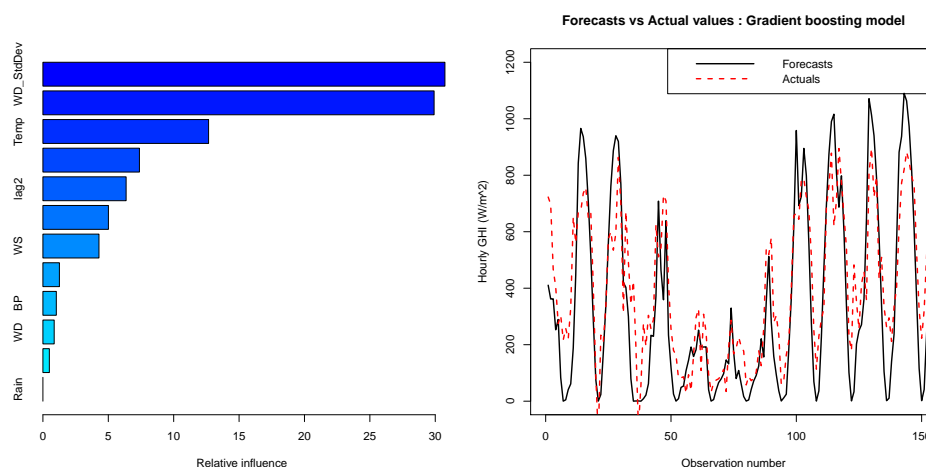 WD_StdDev
Temp
lag2
WS
BP
WD
Rain
0 5 10 15 20 25 30
Relative influence
Forecasts vs Actual values : Gradient boosting model
Forecasts
Actuals
Hourly GHI (W/m^2)
1200
1000
800
600
400
200
0
0 50 100 150
Observation number